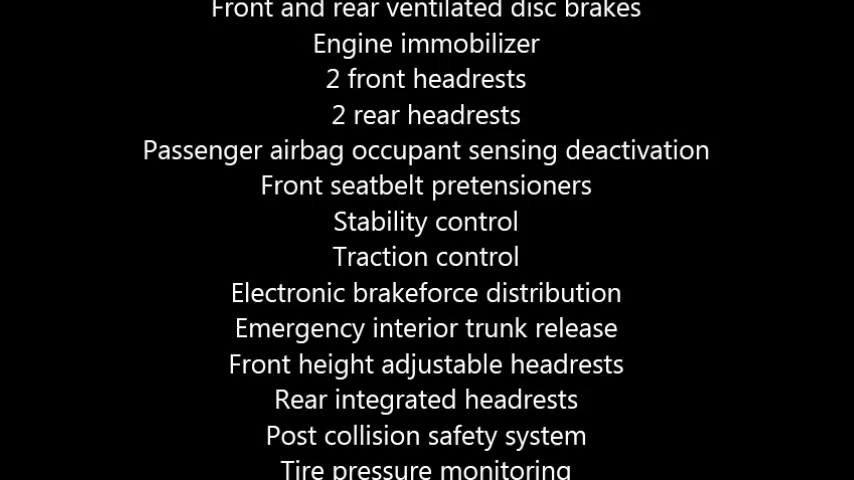 Front and rear ventilated disc brakes
Engine immobilizer
2 front headrests
2 rear headrests
Passenger airbag occupant sensing deactivation
Front seatbelt pretensioners
Stability control
Traction control
Electronic brakeforce distribution
Emergency interior trunk release
Front height adjustable headrests
Rear integrated headrests
Post collision safety system
Tire pressure monitoring